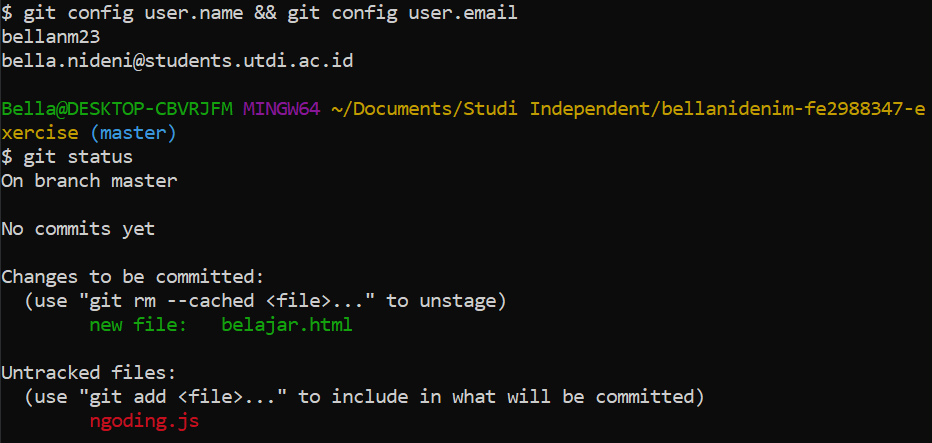 $ git config user.name && git config user.email
bellanm23
bella.nideni@students.utdi.ac.id
Bella@DESKTOP-CBVRJFM MINGW64 ~/Documents/Studi Independent/bellanidenim-fe2988347-e
xercise (master)
$ git status
On branch master
No commits yet
Changes to be committed:
  (use "git rm --cached <file>..." to unstage)
        new file:   belajar.html
Untracked files:
  (use "git add <file>..." to include in what will be committed)
        ngoding.js